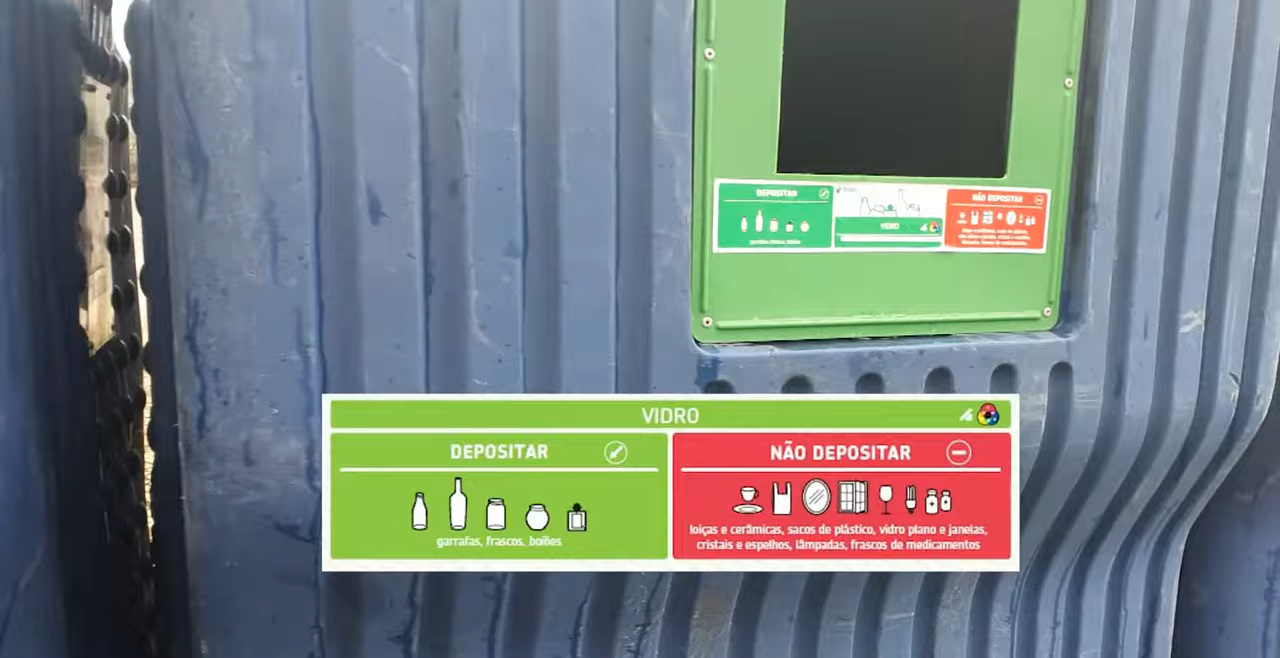 DEPOSITAR
VIDRO
NÃO DEPOSITAR
VIDRO
DEPOSITAR
NÃO DEPOSITAR
garrafas, frascos, boiões
loiças e cerâmicas, sacos de plástico, vidro plano e janelas,
cristais e espelhos, lâmpadas, frascos de medicamentos